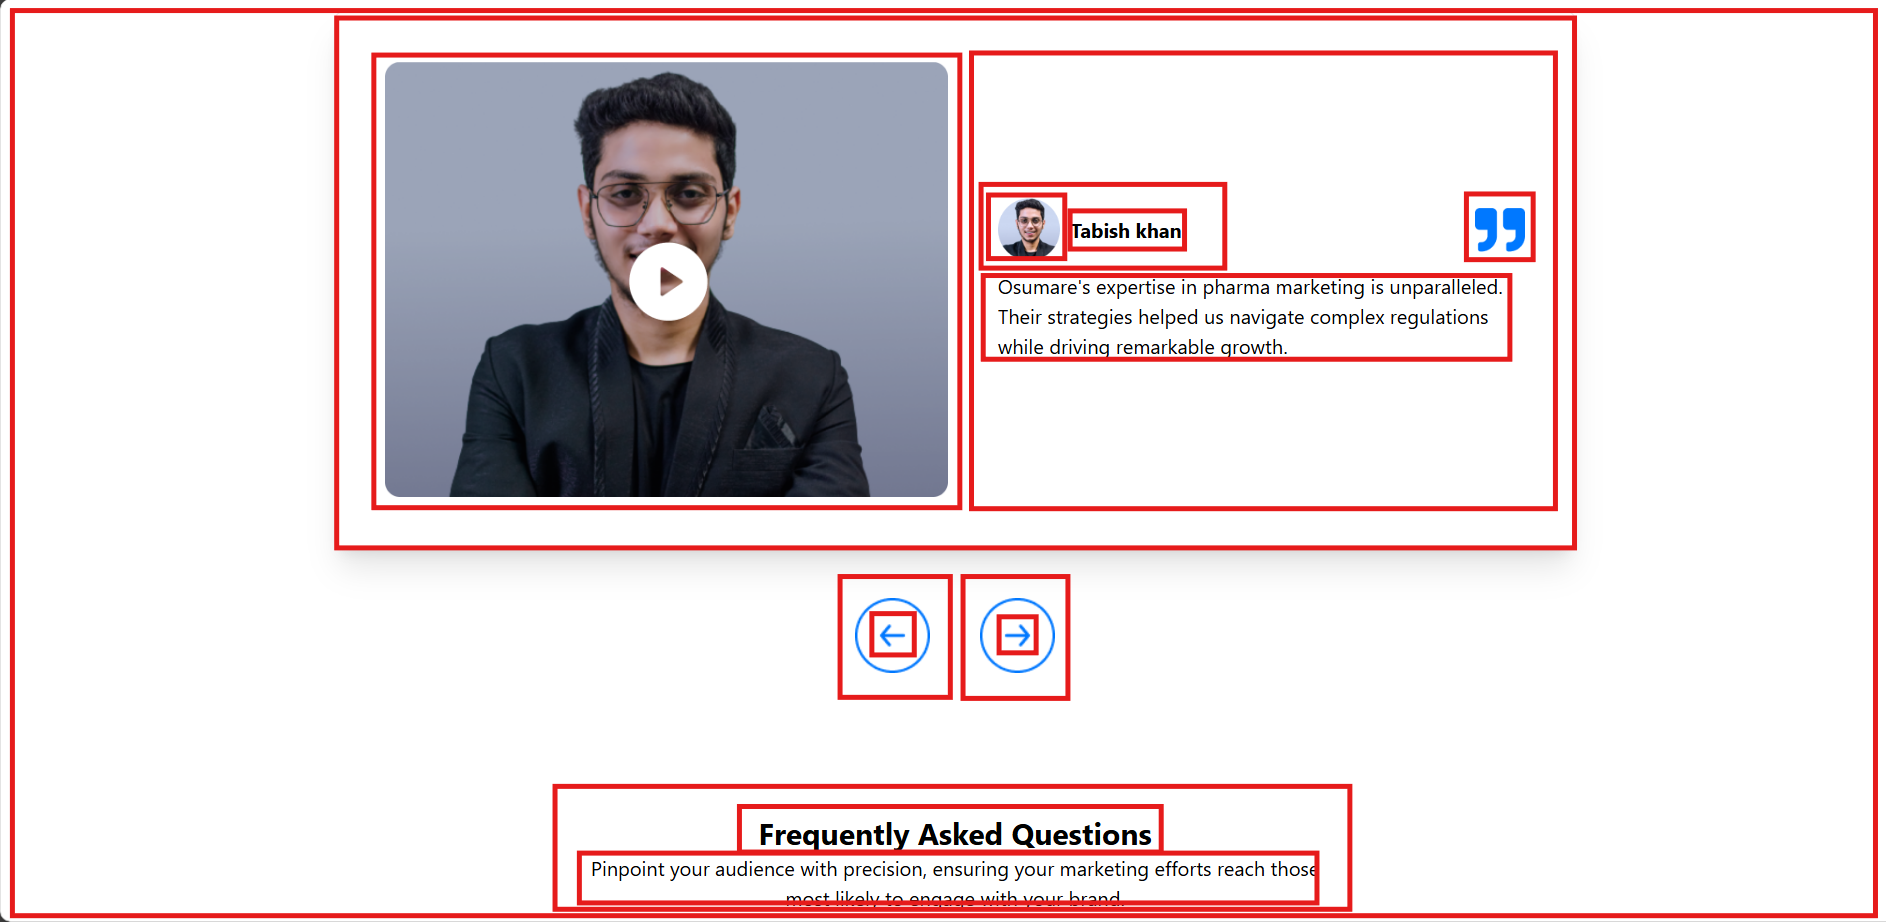 Tabish khan
Osumare's expertise in pharma marketing is unparalleled.
Their strategies helped us navigate complex regulations
while driving remarkable growth.
Frequently Asked Questions
Pinpoint your audience with precision, ensuring your marketing efforts reach those
most likely to engage with your brand.